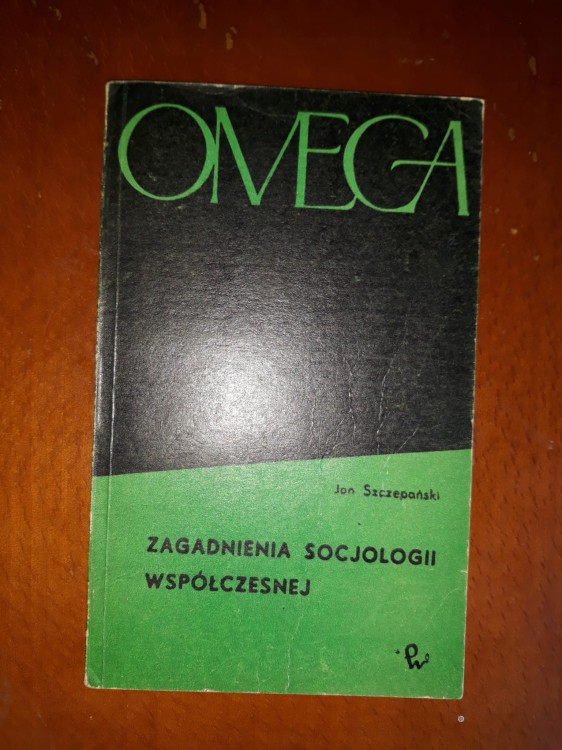 OMEGA
Jan Szczepański
ZAGADNIENIA SOCJOLOGII
WSPÓŁCZESNEJ